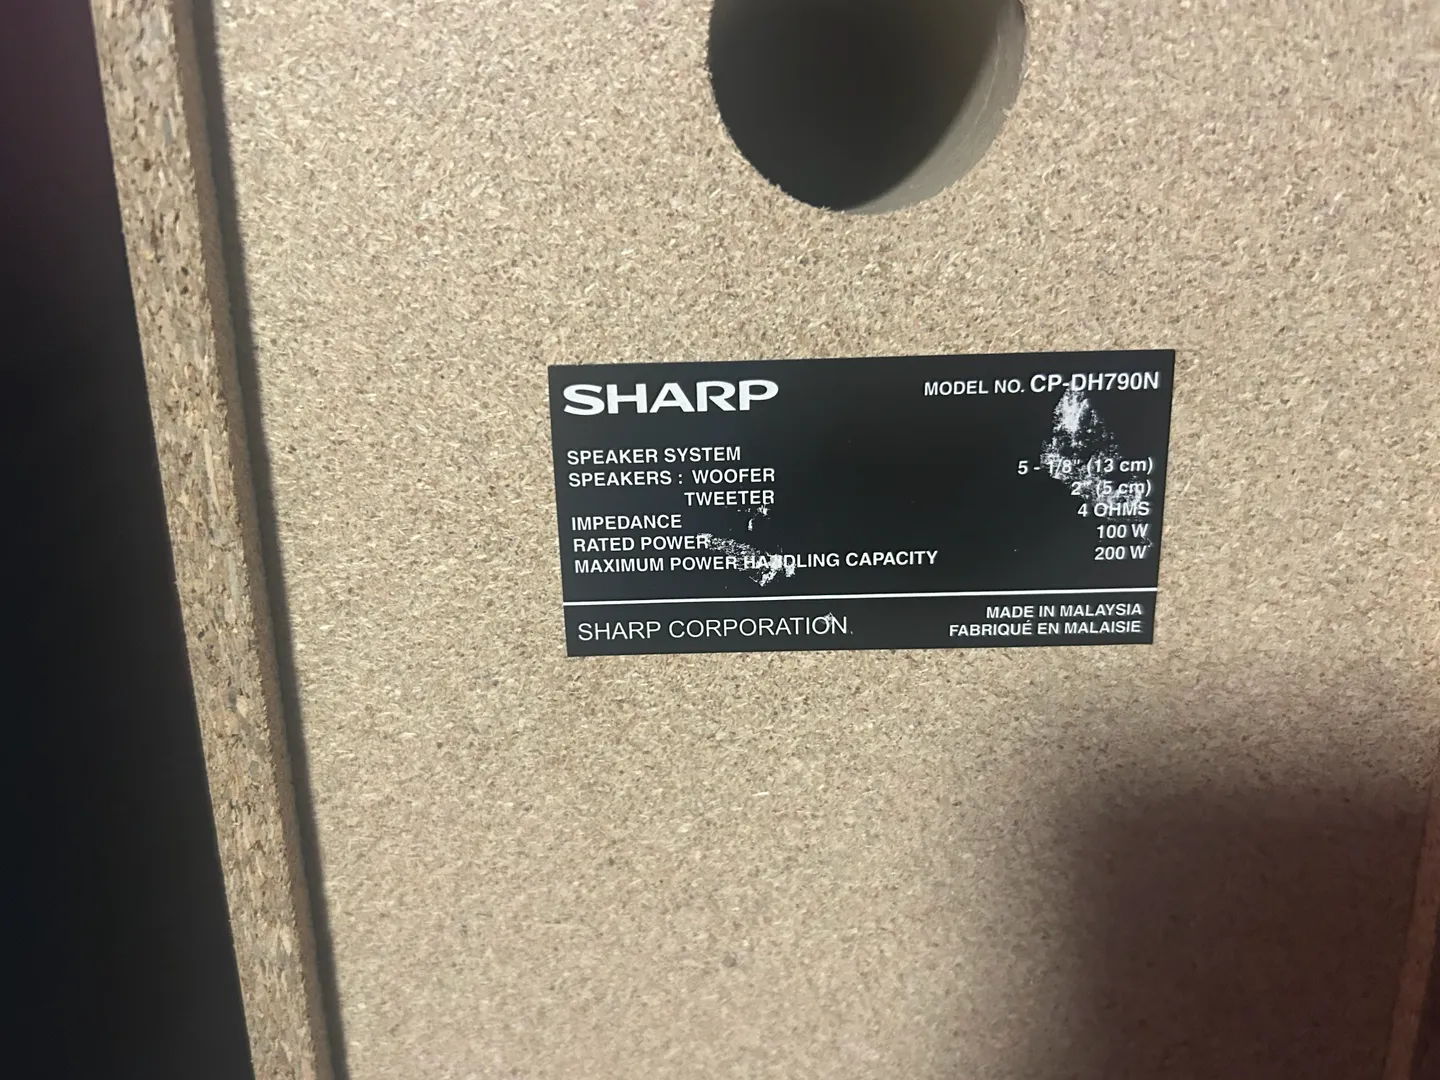 SHARP MODEL NO. CP-DH790N
SPEAKER SYSTEM
SPEAKERS : WOOFER 5 - 1/8" (13 cm)
TWEETER 2" (5 cm)
IMPEDANCE 4 OHMS
RATED POWER 100 W
MAXIMUM POWER HANDLING CAPACITY 200 W
SHARP CORPORATION. MADE IN MALAYSIA
FABRIQUÉ EN MALAISIE